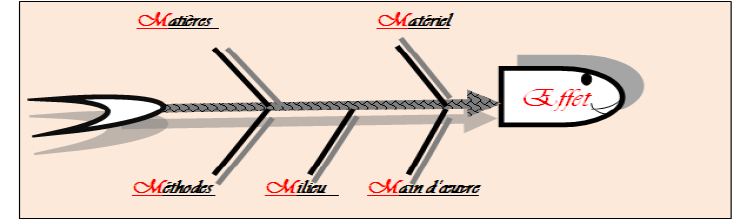 Matières
Matériel
Effet
Méthodes
Milieu
Main d'œuvre